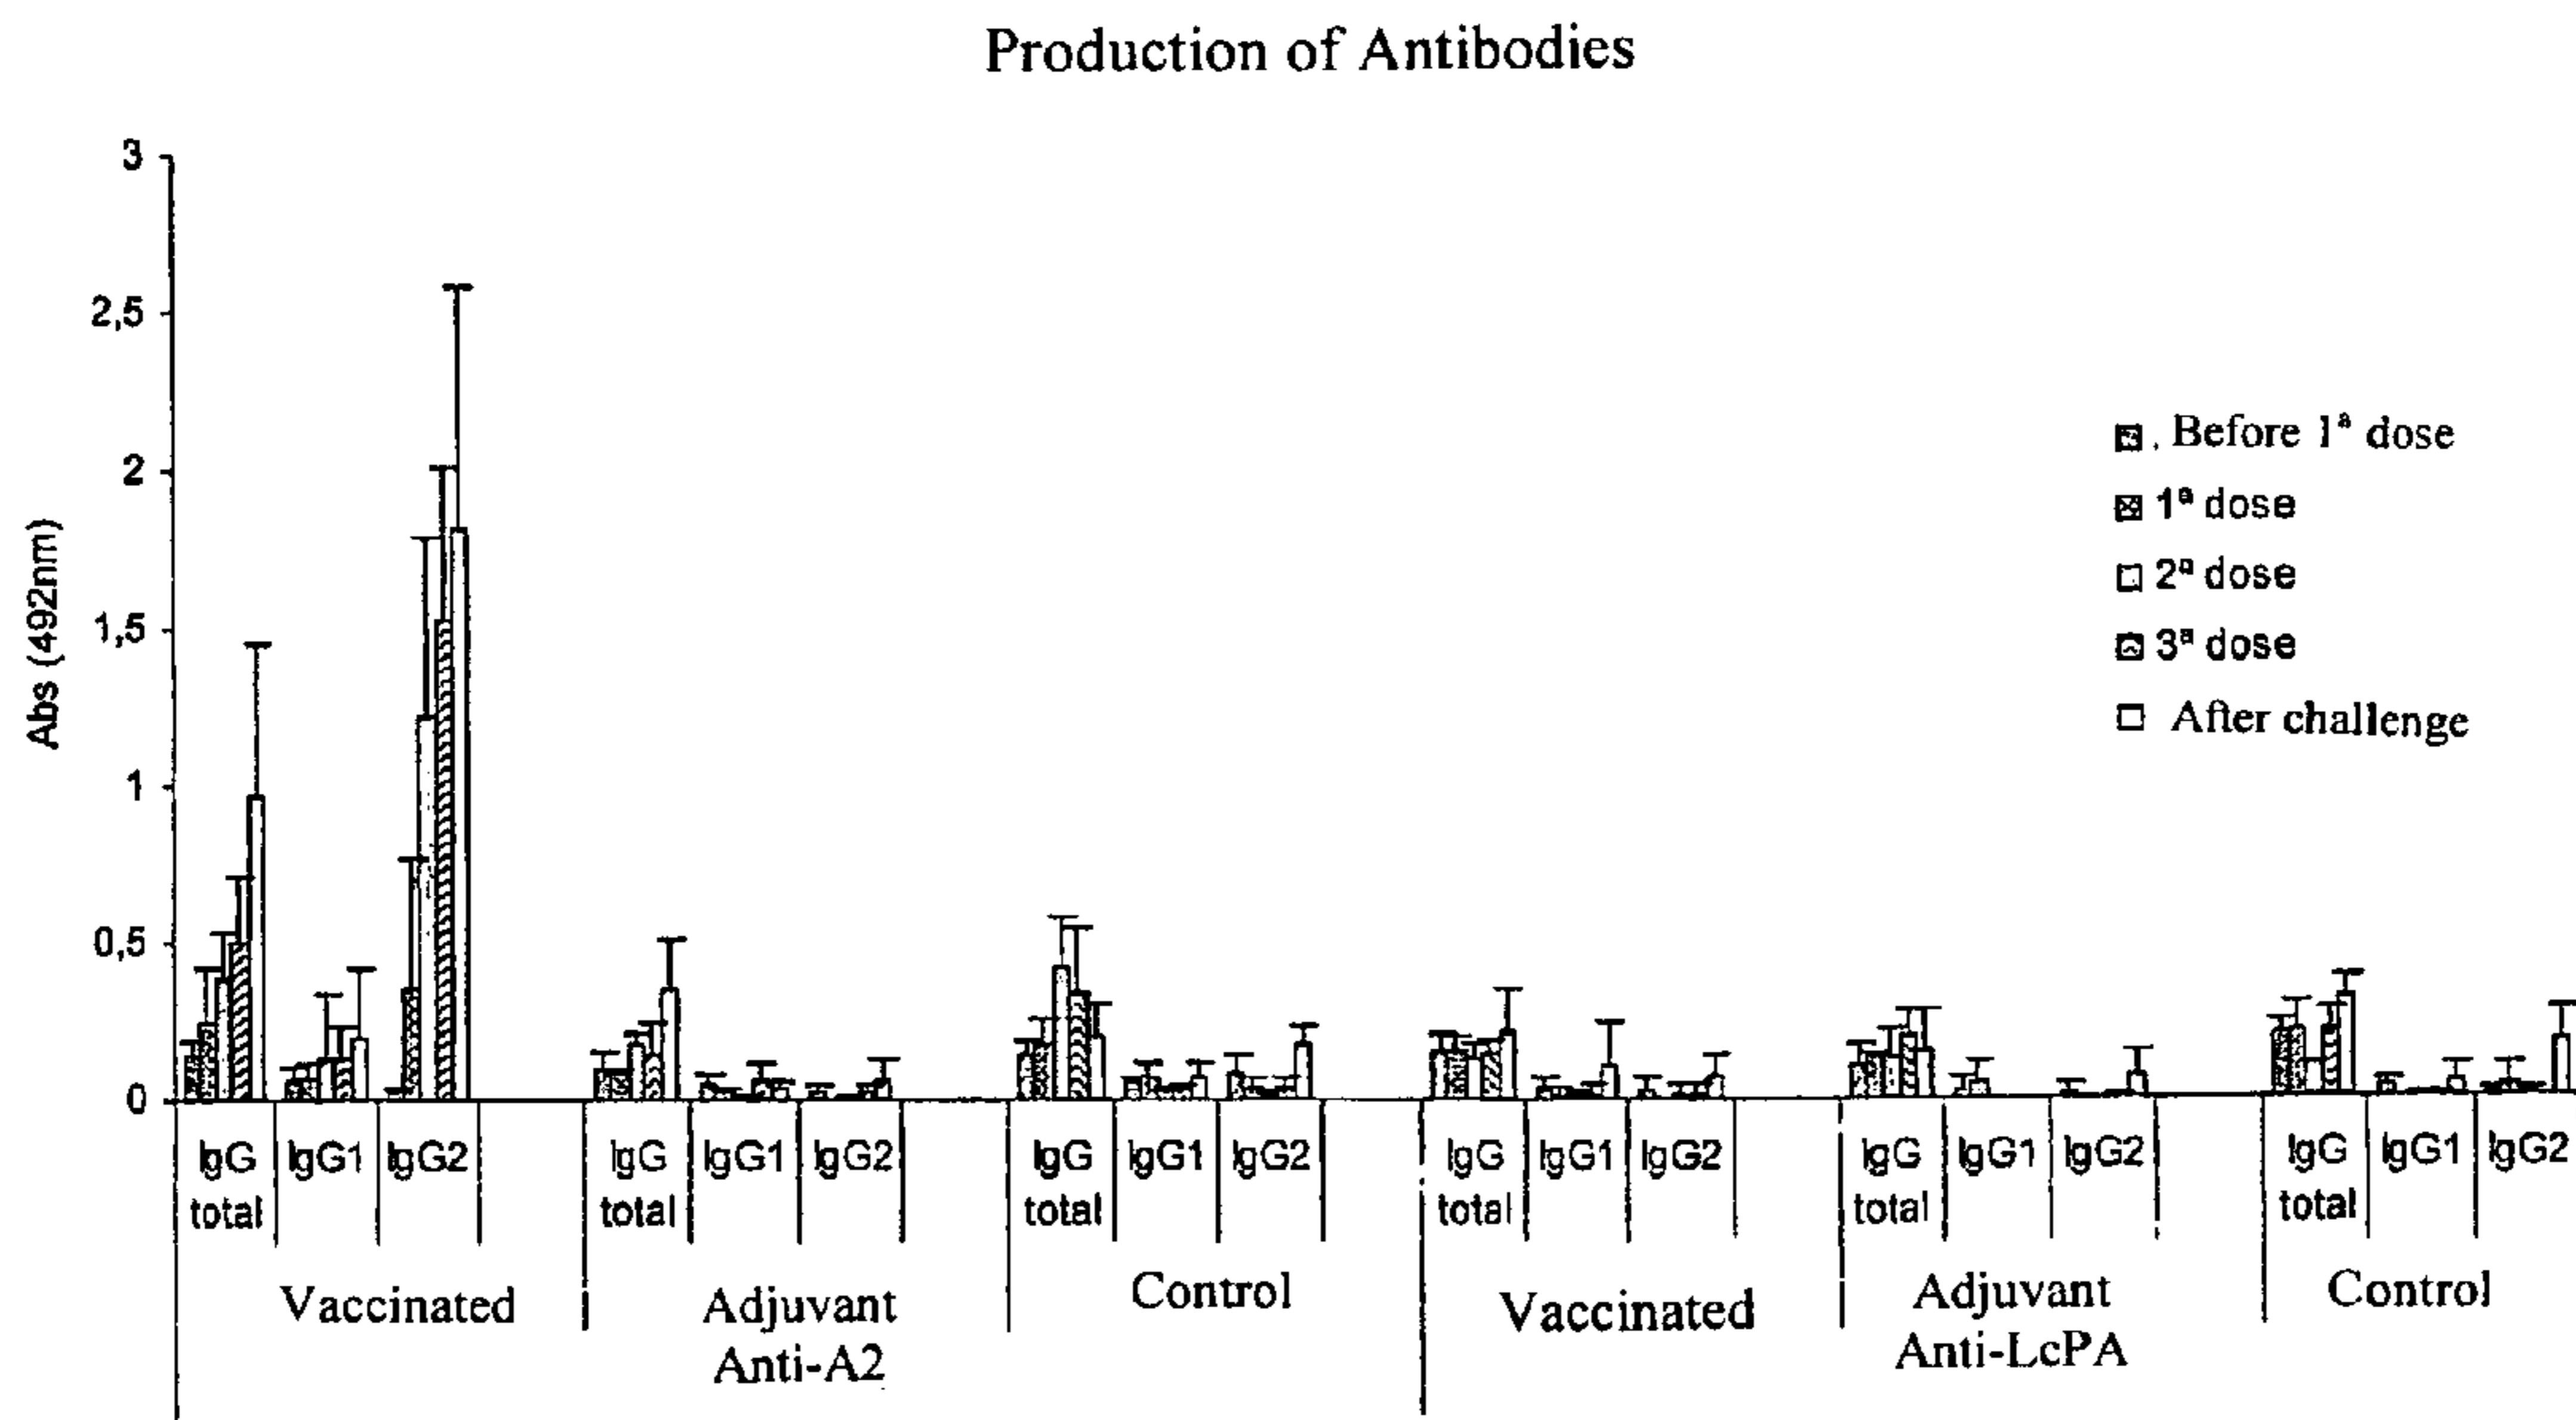 Production of Antibodies
3
2,5
2
1,5
1
0,5
0
Abs (492nm)
. Before 1ª dose
1ª dose
2ª dose
3ª dose
After challenge
IgG total IgG1 IgG2
IgG total IgG1 IgG2
IgG total IgG1 IgG2
IgG total IgG1 IgG2
IgG total IgG1 IgG2
IgG total IgG1 IgG2
Vaccinated Adjuvant Control Vaccinated Adjuvant Control
Anti-A2 Anti-LcPA